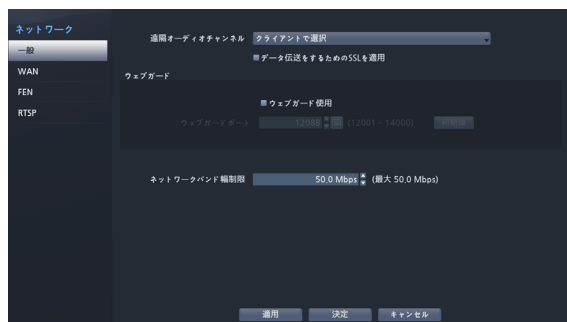 ネットワーク
一般
WAN
FEN
RTSP
遠隔オーディオチャンネル クライアントで選択
データ伝送をするためのSSLを適用
ウェブガード
ウェブガード使用
ウェブガードポート 12088 (12001 - 14000)
ネットワークバンド幅制限 50.0 Mbps (最大 50.0 Mbps)
適用 決定 キャンセル